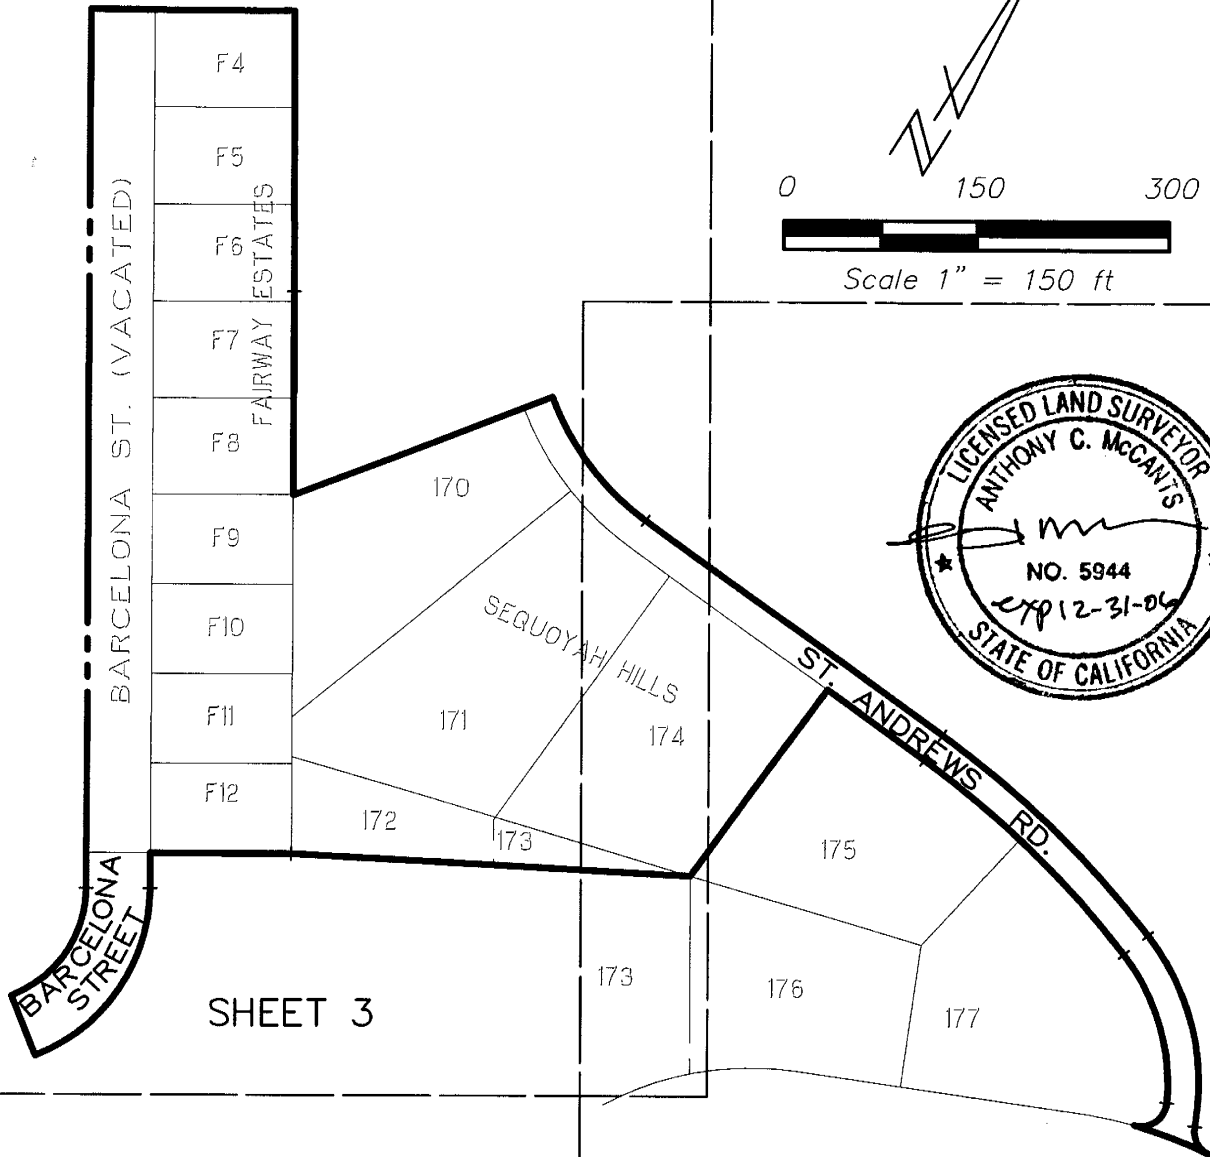 F4
F5
F6
F7
F8
F9
F10
F11
F12
BARCELONA ST. (VACATED)
FAIRWAY ESTATES
N
0 150 300
Scale 1" = 150 ft
LICENSED LAND SURVEYOR
ANTHONY C. McCANTS
NO. 5944
exp 12-31-06
STATE OF CALIFORNIA
170
SEQUOYAH HILLS
171
174
172
173
ST. ANDREWS RD.
175
BARCELONA
STREET
SHEET 3
173
176
177